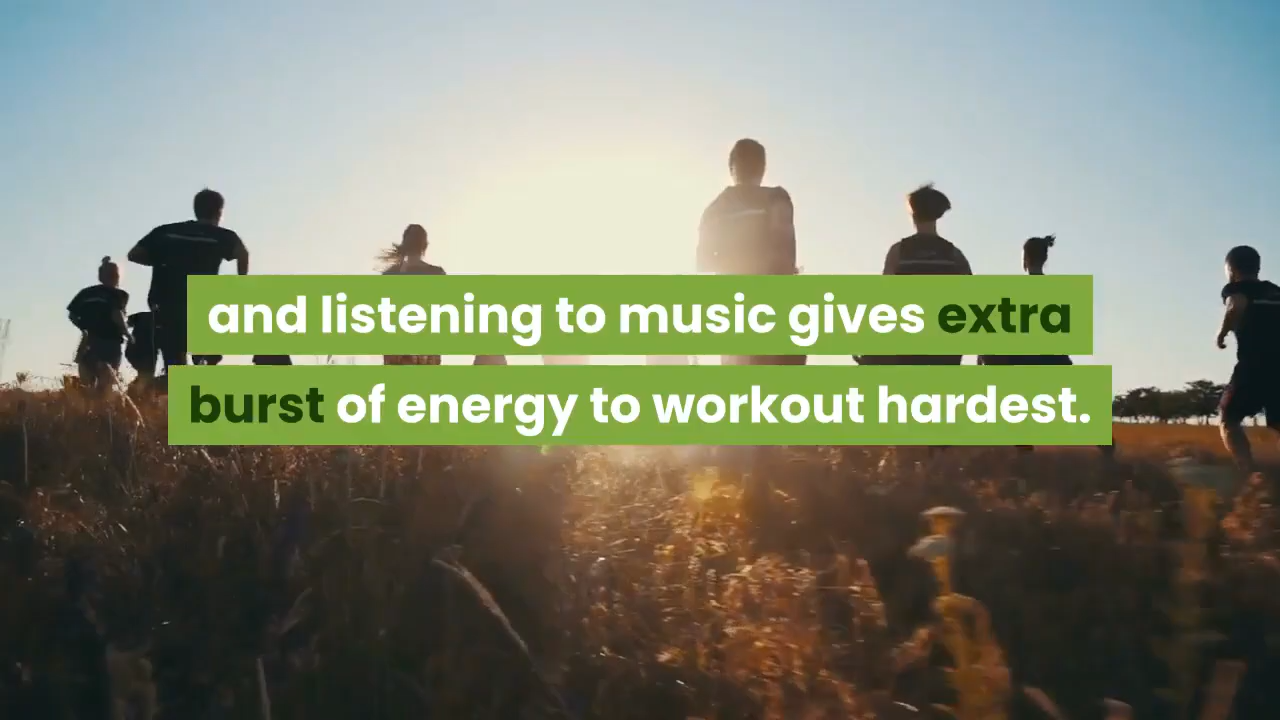 and listening to music gives extra
burst of energy to workout hardest.